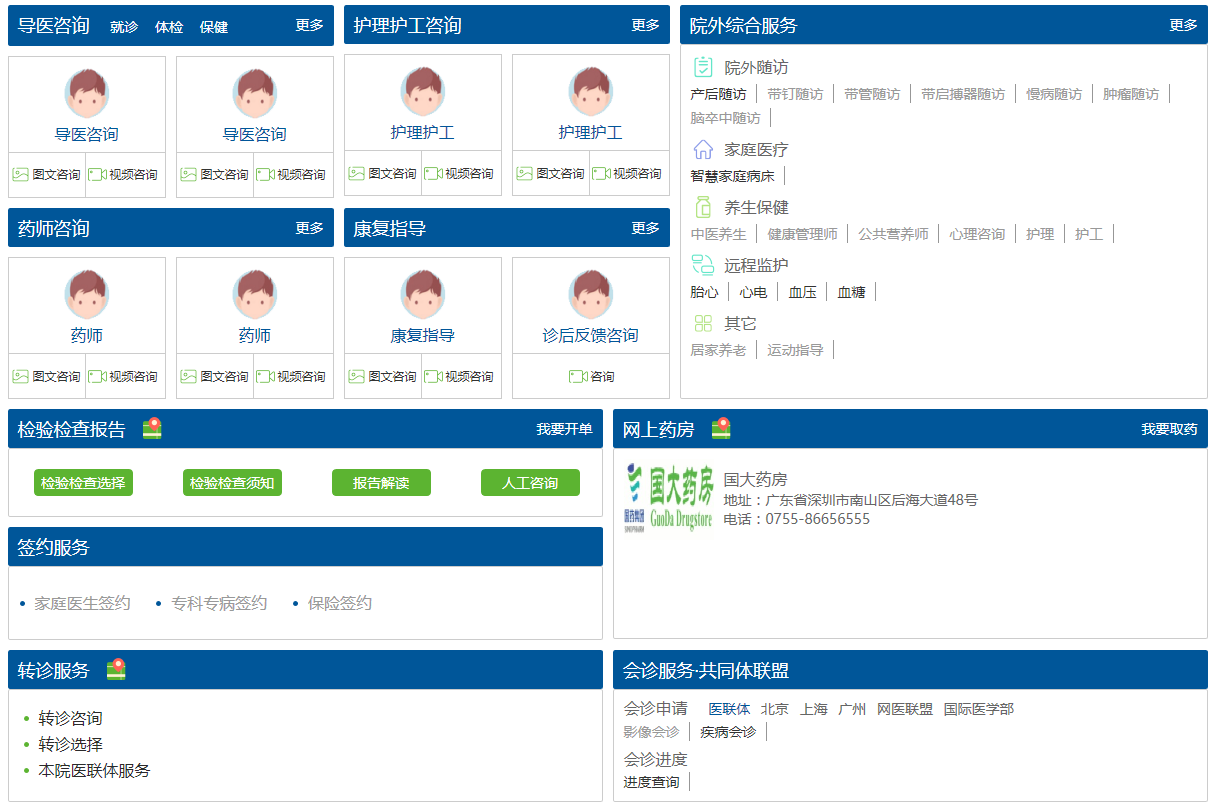 导医咨询 就诊 体检 保健 更多
导医咨询 导医咨询
图文咨询 视频咨询 图文咨询 视频咨询
护理护工咨询 更多
护理护工 护理护工
图文咨询 视频咨询 图文咨询 视频咨询
药师咨询 更多
药师 药师
图文咨询 视频咨询 图文咨询 视频咨询
康复指导 更多
康复指导 诊后反馈咨询
图文咨询 视频咨询 咨询
院外综合服务 更多
院外随访
产后随访 带钉随访 带管随访 带启搏器随访 慢病随访 肿瘤随访
脑卒中随访
家庭医疗
智慧家庭病床
养生保健
中医养生 健康管理师 公共营养师 心理咨询 护理 护工
远程监护
胎心 心电 血压 血糖
其它
居家养老 运动指导
检验检查报告 我要开单
检验检查选择 检验检查须知 报告解读 人工咨询
网上药房 我要取药
国药集团
SINOPHARM
国大药房
GuoDa Drugstore
国大药房
地址：广东省深圳市南山区后海大道48号
电话：0755-86656555
签约服务
家庭医生签约 专科专病签约 保险签约
转诊服务
转诊咨询
转诊选择
本院医联体服务
会诊服务·共同体联盟
会诊申请 医联体 北京 上海 广州 网医联盟 国际医学部
影像会诊 疾病会诊
会诊进度
进度查询